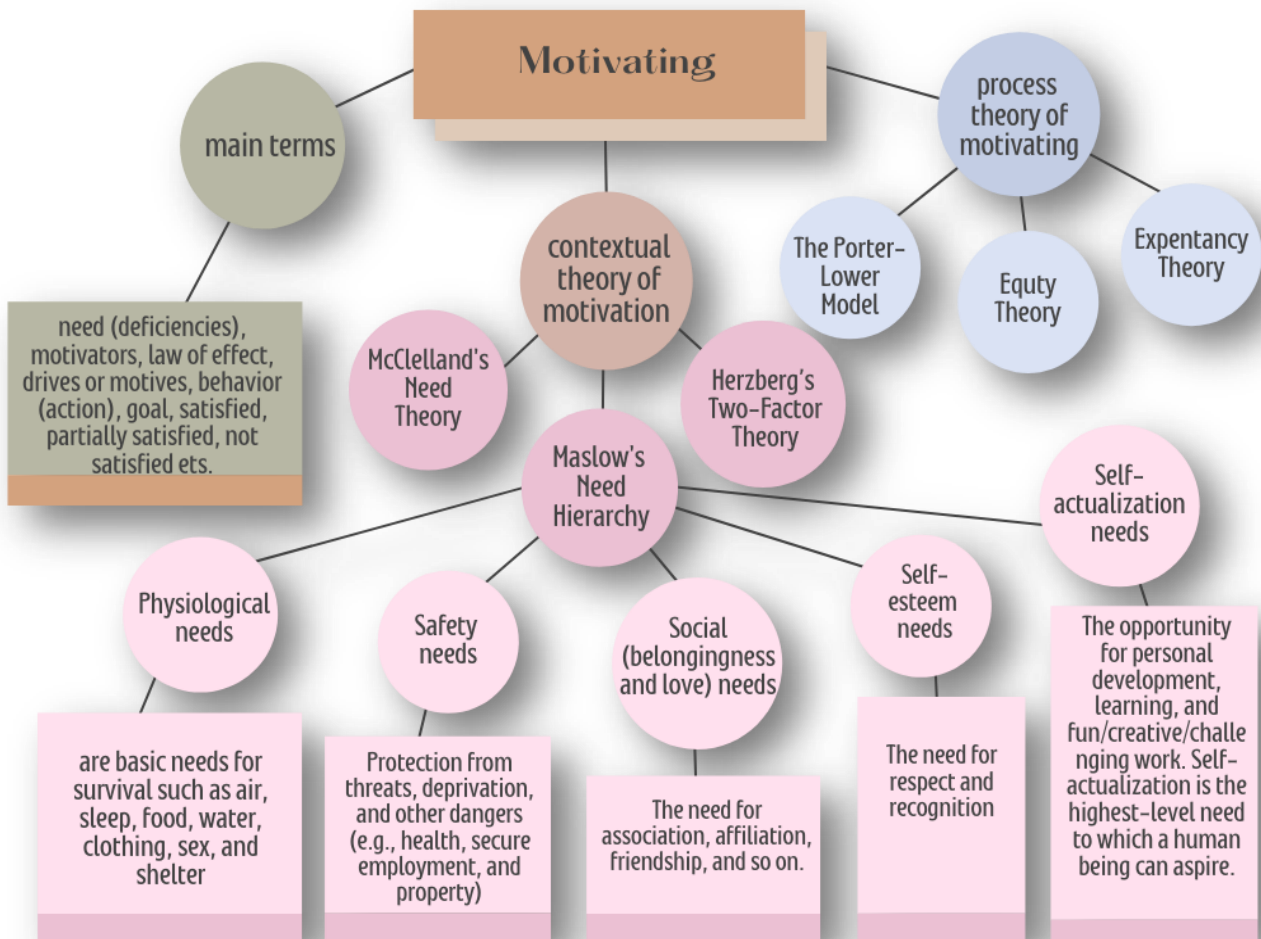 Motivating
main terms
process
theory of
motivating
contextual
theory of
motivation
The Porter-
Lower
Model
Equty
Theory
Expentancy
Theory
need (deficiencies),
motivators, law of effect,
drives or motives, behavior
(action), goal, satisfied,
partially satisfied, not
satisfied ets.
McClelland's
Need
Theory
Herzberg's
Two-Factor
Theory
Maslow's
Need
Hierarchy
Physiological
needs
Safety
needs
Social
(belongingness
and love) needs
Self-
esteem
needs
Self-
actualization
needs
are basic needs for
survival such as air,
sleep, food, water,
clothing, sex, and
shelter
Protection from
threats, deprivation,
and other dangers
(e.g., health, secure
employment, and
property)
The need for
association, affiliation,
friendship, and so on.
The need for
respect and
recognition
The opportunity
for personal
development,
learning, and
fun/creative/challe
nging work. Self-
actualization is the
highest-level need
to which a human
being can aspire.